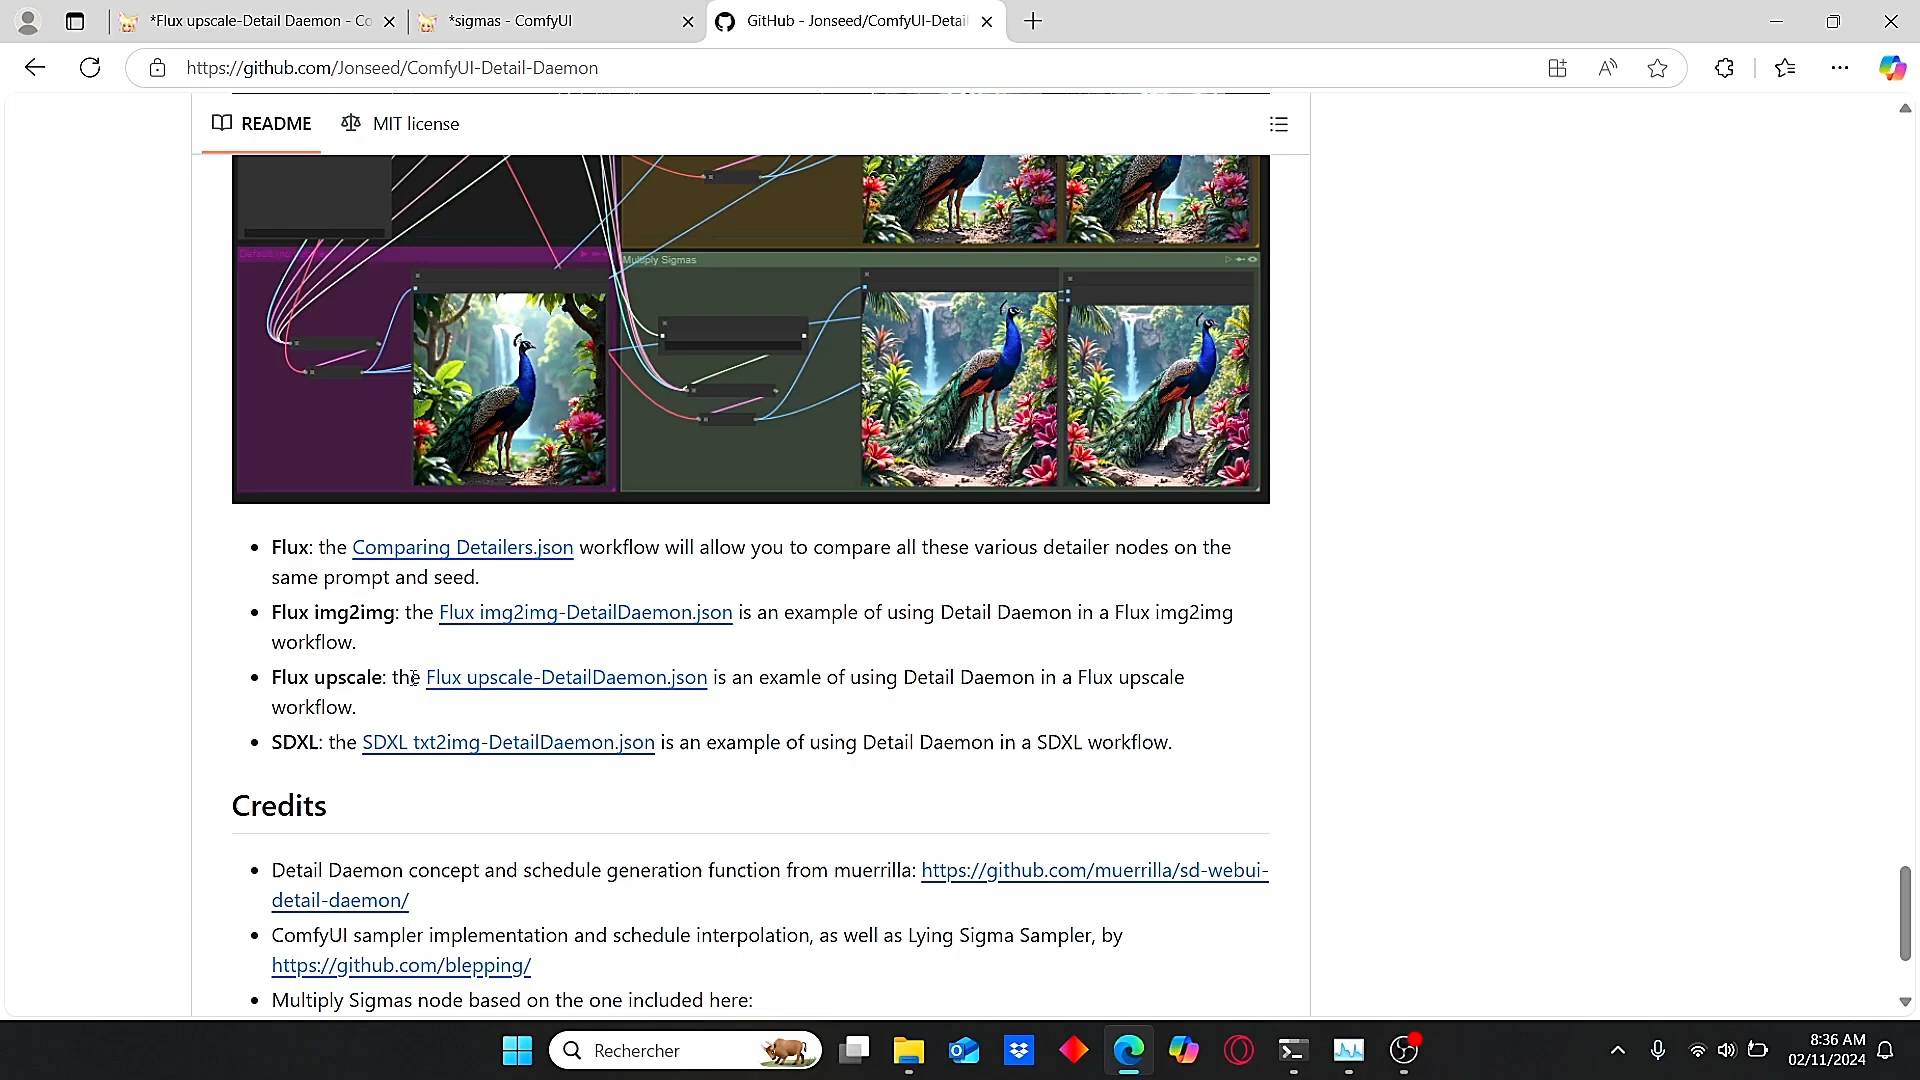 *Flux upscale-Detail Daemon - Co
*sigmas - ComfyUI
GitHub - Jonseed/ComfyUI-Detail
https://github.com/Jonseed/ComfyUI-Detail-Daemon
README
MIT license
Multiply Sigmas
Flux: the Comparing Detailers.json workflow will allow you to compare all these various detailer nodes on the
same prompt and seed.
Flux img2img: the Flux img2img-DetailDaemon.json is an example of using Detail Daemon in a Flux img2img
workflow.
Flux upscale: the Flux upscale-DetailDaemon.json is an examle of using Detail Daemon in a Flux upscale
workflow.
SDXL: the SDXL txt2img-DetailDaemon.json is an example of using Detail Daemon in a SDXL workflow.
Credits
Detail Daemon concept and schedule generation function from muerrilla: https://github.com/muerrilla/sd-webui-
detail-daemon/
ComfyUI sampler implementation and schedule interpolation, as well as Lying Sigma Sampler, by
https://github.com/blepping/
Multiply Sigmas node based on the one included here:
Rechercher
8:36 AM
02/11/2024